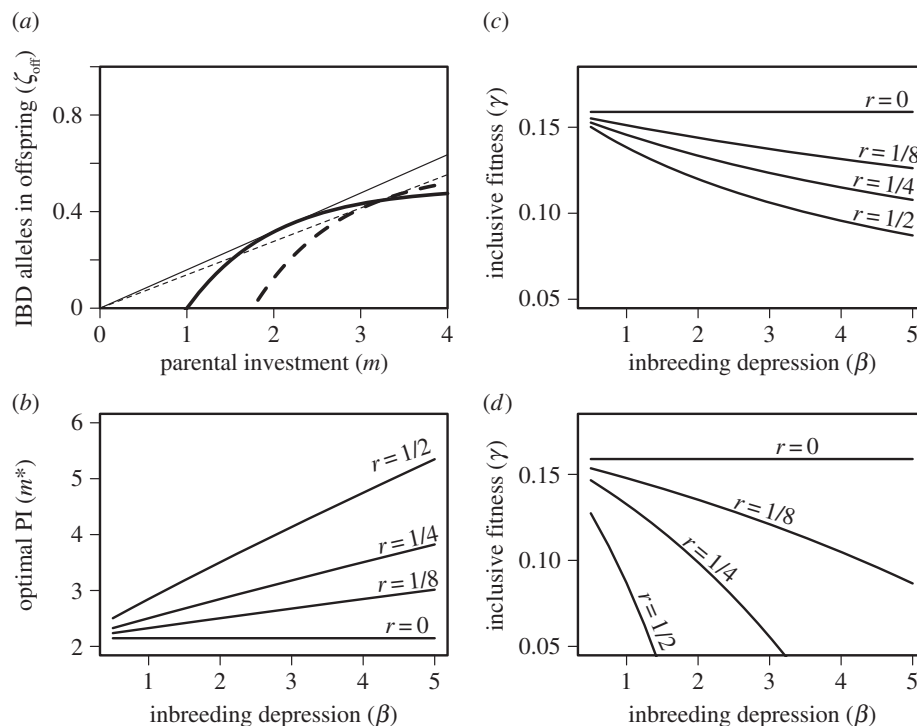 (a)
IBD alleles in offspring (ζoff)
0.8
0.4
0
0 1 2 3 4
parental investment (m)
(b)
optimal PI (m*)
6
5
4
3
2
r = 1/2
r = 1/4
r = 1/8
r = 0
1 2 3 4 5
inbreeding depression (β)
(c)
inclusive fitness (γ)
0.15
0.10
0.05
r = 0
r = 1/8
r = 1/4
r = 1/2
1 2 3 4 5
inbreeding depression (β)
(d)
inclusive fitness (γ)
0.15
0.10
0.05
r = 0
r = 1/8
r = 1/4
r = 1/2
1 2 3 4 5
inbreeding depression (β)